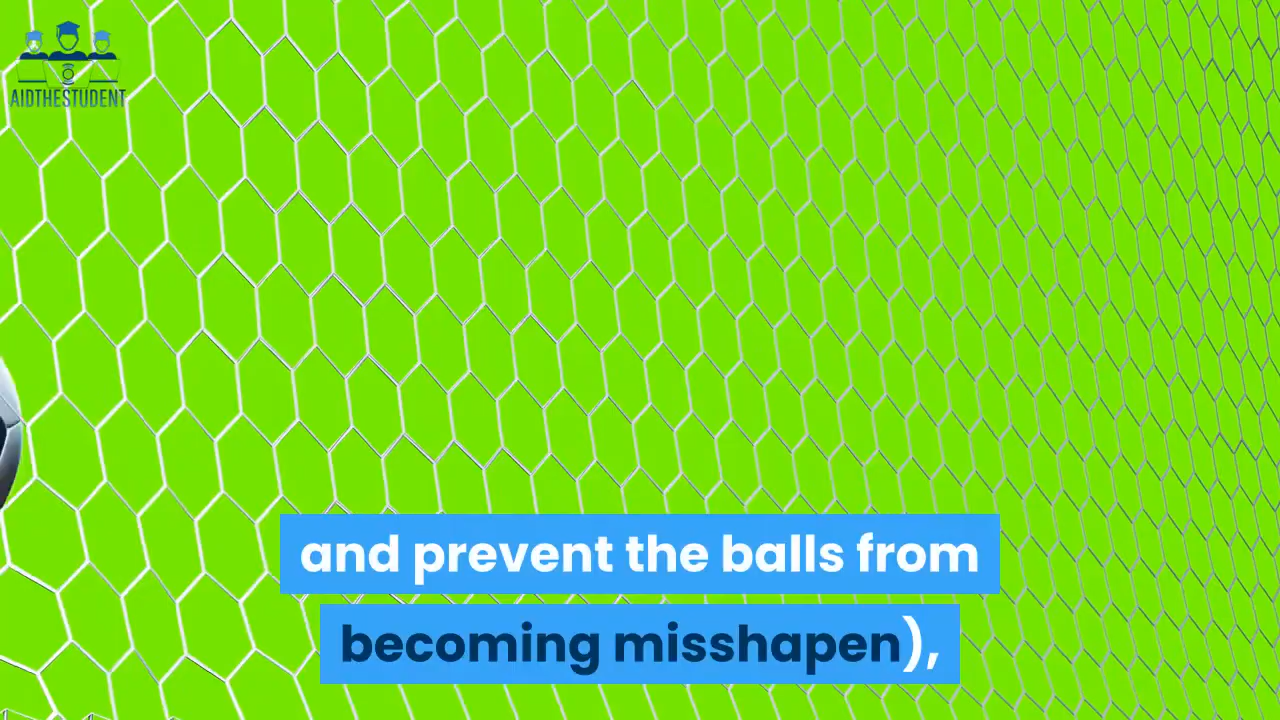 AIDTHESTUDENT
and prevent the balls from
becoming misshapen),